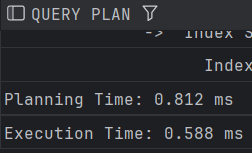 QUERY PLAN
-> Index S
Index
Planning Time: 0.812 ms
Execution Time: 0.588 ms